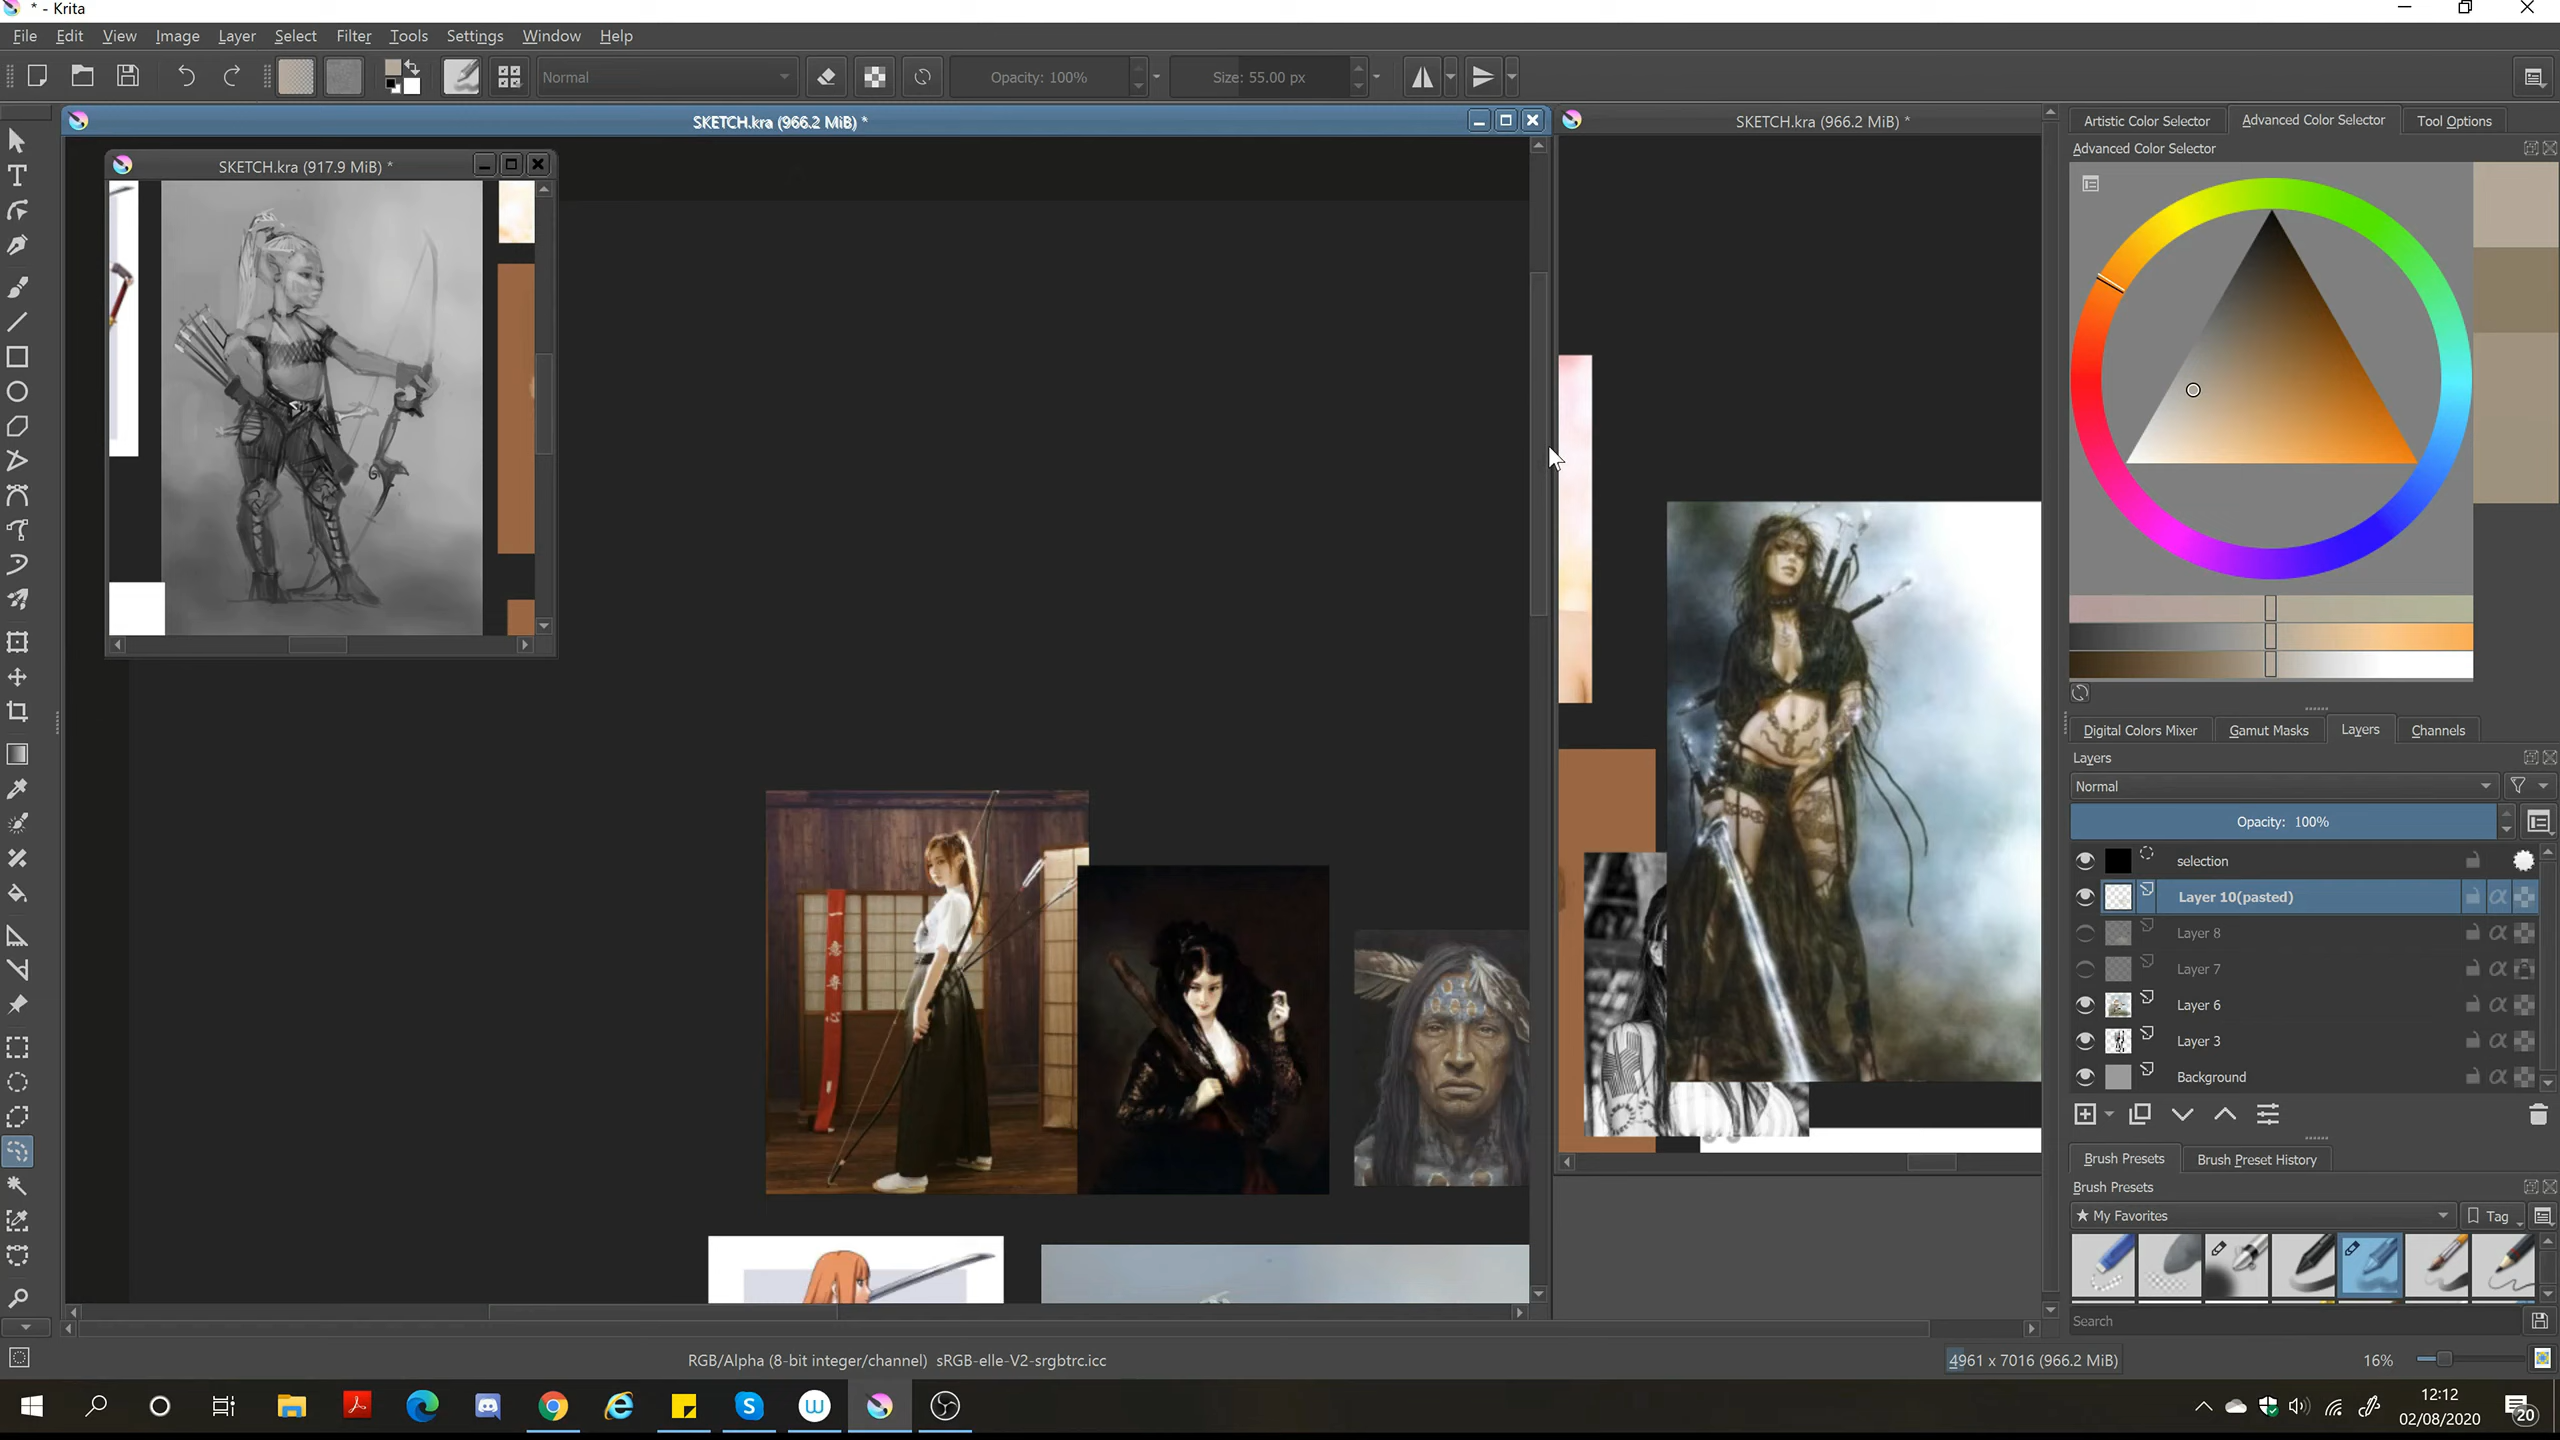 * - Krita
File Edit View Image Layer Select Filter Tools Settings Window Help
Normal
Opacity: 100%
Size: 55.00 px
SKETCH.kra (966.2 MiB) *
SKETCH.kra (966.2 MiB) *
SKETCH.kra (917.9 MiB) *
Artistic Color Selector
Advanced Color Selector
Tool Options
Advanced Color Selector
Digital Colors Mixer
Gamut Masks
Layers
Channels
Layers
Normal
Opacity: 100%
selection
Layer 10(pasted)
Layer 8
Layer 7
Layer 6
Layer 3
Background
Brush Presets
Brush Preset History
Brush Presets
★ My Favorites
Tag
Search
RGB/Alpha (8-bit integer/channel) sRGB-elle-V2-srgbtrc.icc
4961 x 7016 (966.2 MiB)
16%
12:12
02/08/2020
20